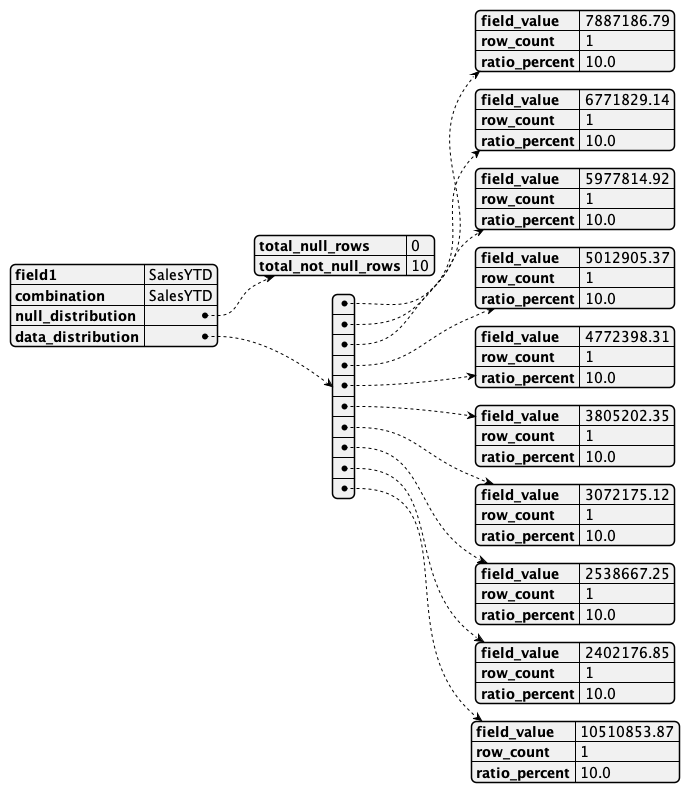 field1 SalesYTD
combination SalesYTD
null_distribution
data_distribution
total_null_rows 0
total_not_null_rows 10
field_value 7887186.79
row_count 1
ratio_percent 10.0
field_value 6771829.14
row_count 1
ratio_percent 10.0
field_value 5977814.92
row_count 1
ratio_percent 10.0
field_value 5012905.37
row_count 1
ratio_percent 10.0
field_value 4772398.31
row_count 1
ratio_percent 10.0
field_value 3805202.35
row_count 1
ratio_percent 10.0
field_value 3072175.12
row_count 1
ratio_percent 10.0
field_value 2538667.25
row_count 1
ratio_percent 10.0
field_value 2402176.85
row_count 1
ratio_percent 10.0
field_value 10510853.87
row_count 1
ratio_percent 10.0